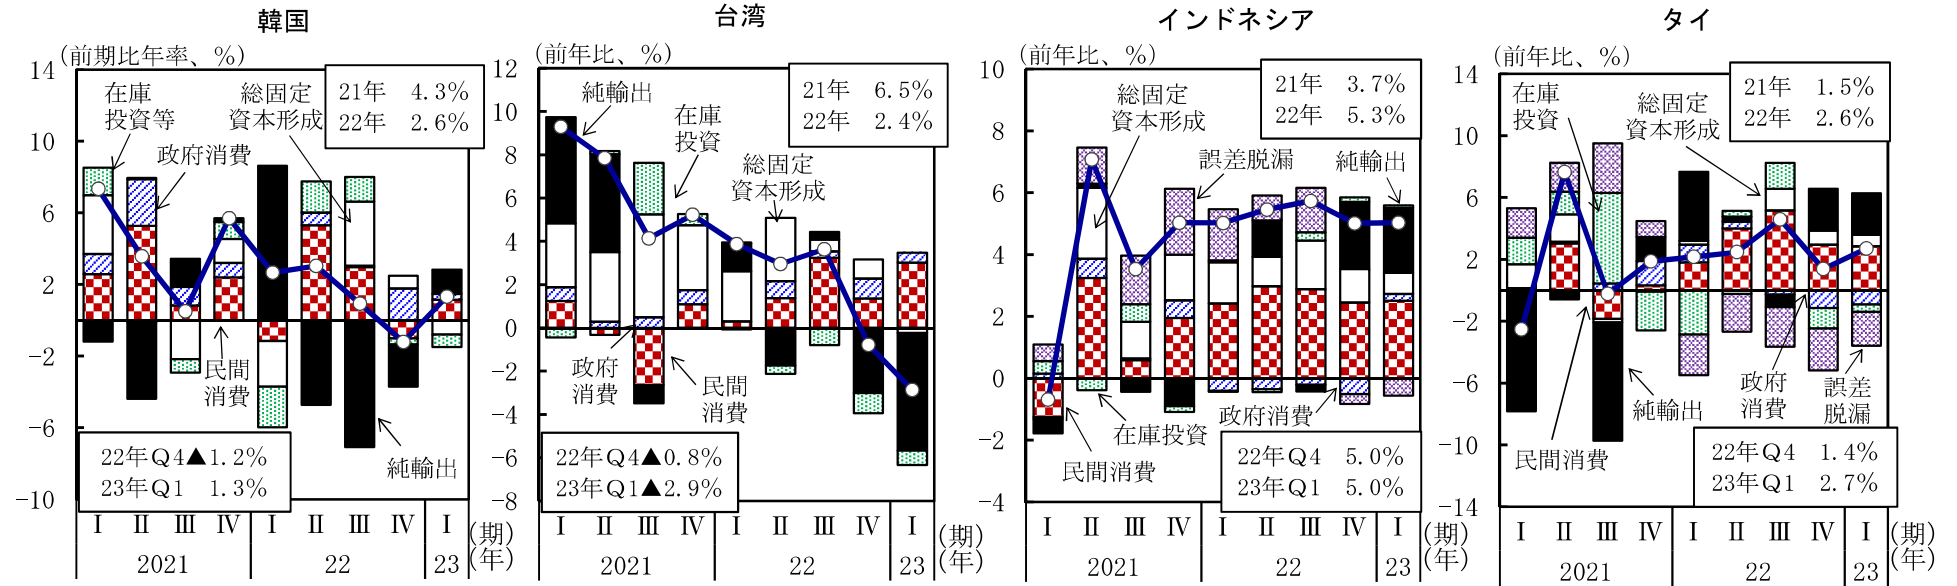 韓国
(前期比年率、%)
14
10
6
2
−2
−6
−10
在庫
投資等
政府消費
総固定
資本形成
21年 4.3%
22年 2.6%
民間
消費
純輸出
22年Q4▲1.2%
23年Q1 1.3%
Ⅰ Ⅱ Ⅲ Ⅳ Ⅰ Ⅱ Ⅲ Ⅳ Ⅰ (期)
2021 22 23 (年)
台湾
(前年比、%)
12
10
8
6
4
2
0
−2
−4
−6
−8
純輸出
在庫
投資
総固定
資本形成
21年 6.5%
22年 2.4%
政府
消費
民間
消費
22年Q4▲0.8%
23年Q1▲2.9%
Ⅰ Ⅱ Ⅲ Ⅳ Ⅰ Ⅱ Ⅲ Ⅳ Ⅰ (期)
2021 22 23 (年)
インドネシア
(前年比、%)
10
8
6
4
2
0
−2
−4
総固定
資本形成
誤差脱漏
純輸出
21年 3.7%
22年 5.3%
民間消費
在庫投資
政府消費
22年Q4 5.0%
23年Q1 5.0%
Ⅰ Ⅱ Ⅲ Ⅳ Ⅰ Ⅱ Ⅲ Ⅳ Ⅰ (期)
2021 22 23 (年)
タイ
(前年比、%)
14
10
6
2
−2
−6
−10
−14
在庫
投資
総固定
資本形成
21年 1.5%
22年 2.6%
民間消費
純輸出
政府
消費
誤差
脱漏
22年Q4 1.4%
23年Q1 2.7%
Ⅰ Ⅱ Ⅲ Ⅳ Ⅰ Ⅱ Ⅲ Ⅳ Ⅰ (期)
2021 22 23 (年)